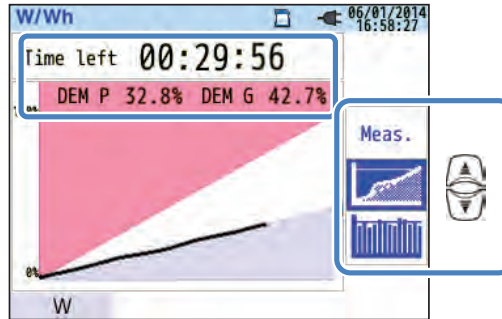 W/Wh
06/01/2014
16:58:27
Time left 00:29:56
DEM P 32.8% DEM G 42.7%
Meas.
0%
W